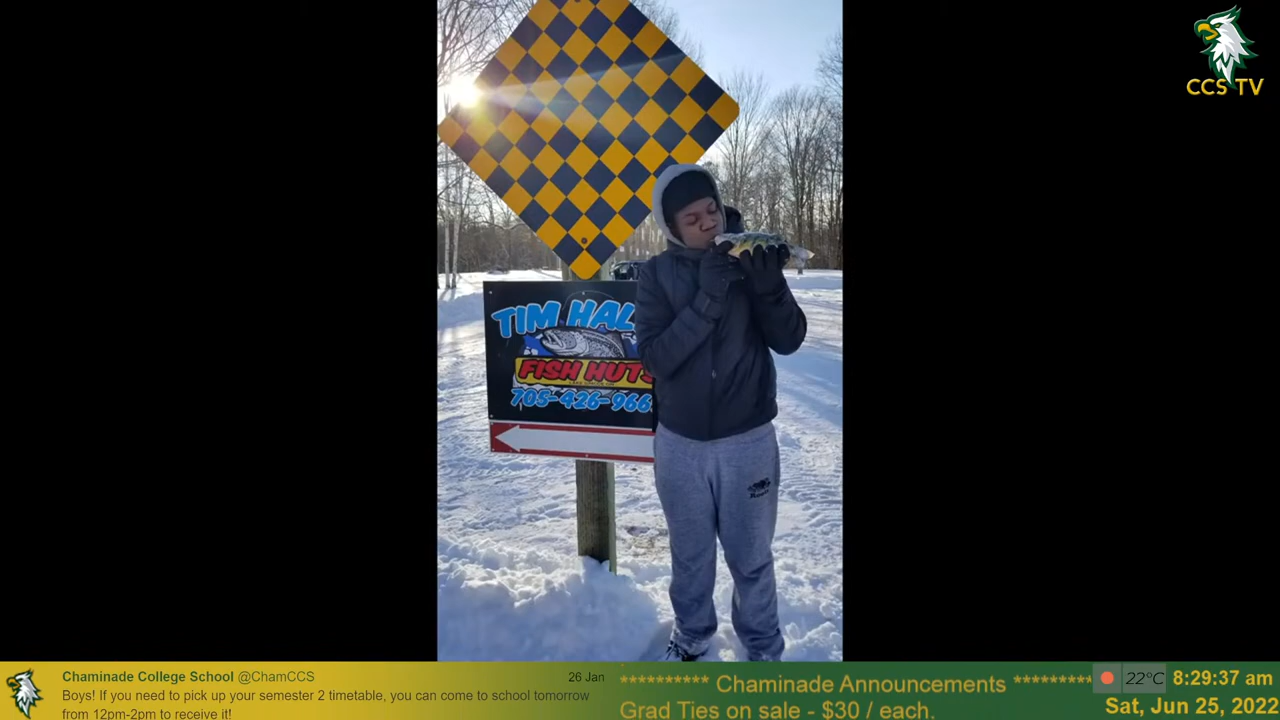 CCS TV
TIM HAL
FISH HUTS
705-426-966
Roots
Chaminade College School @ChamCCS
26 Jan
Boys! If you need to pick up your semester 2 timetable, you can come to school tomorrow
from 12pm-2pm to receive it!
********** Chaminade Announcements **********
Grad Ties on sale - $30 / each.
22°C
8:29:37 am
Sat, Jun 25, 2022